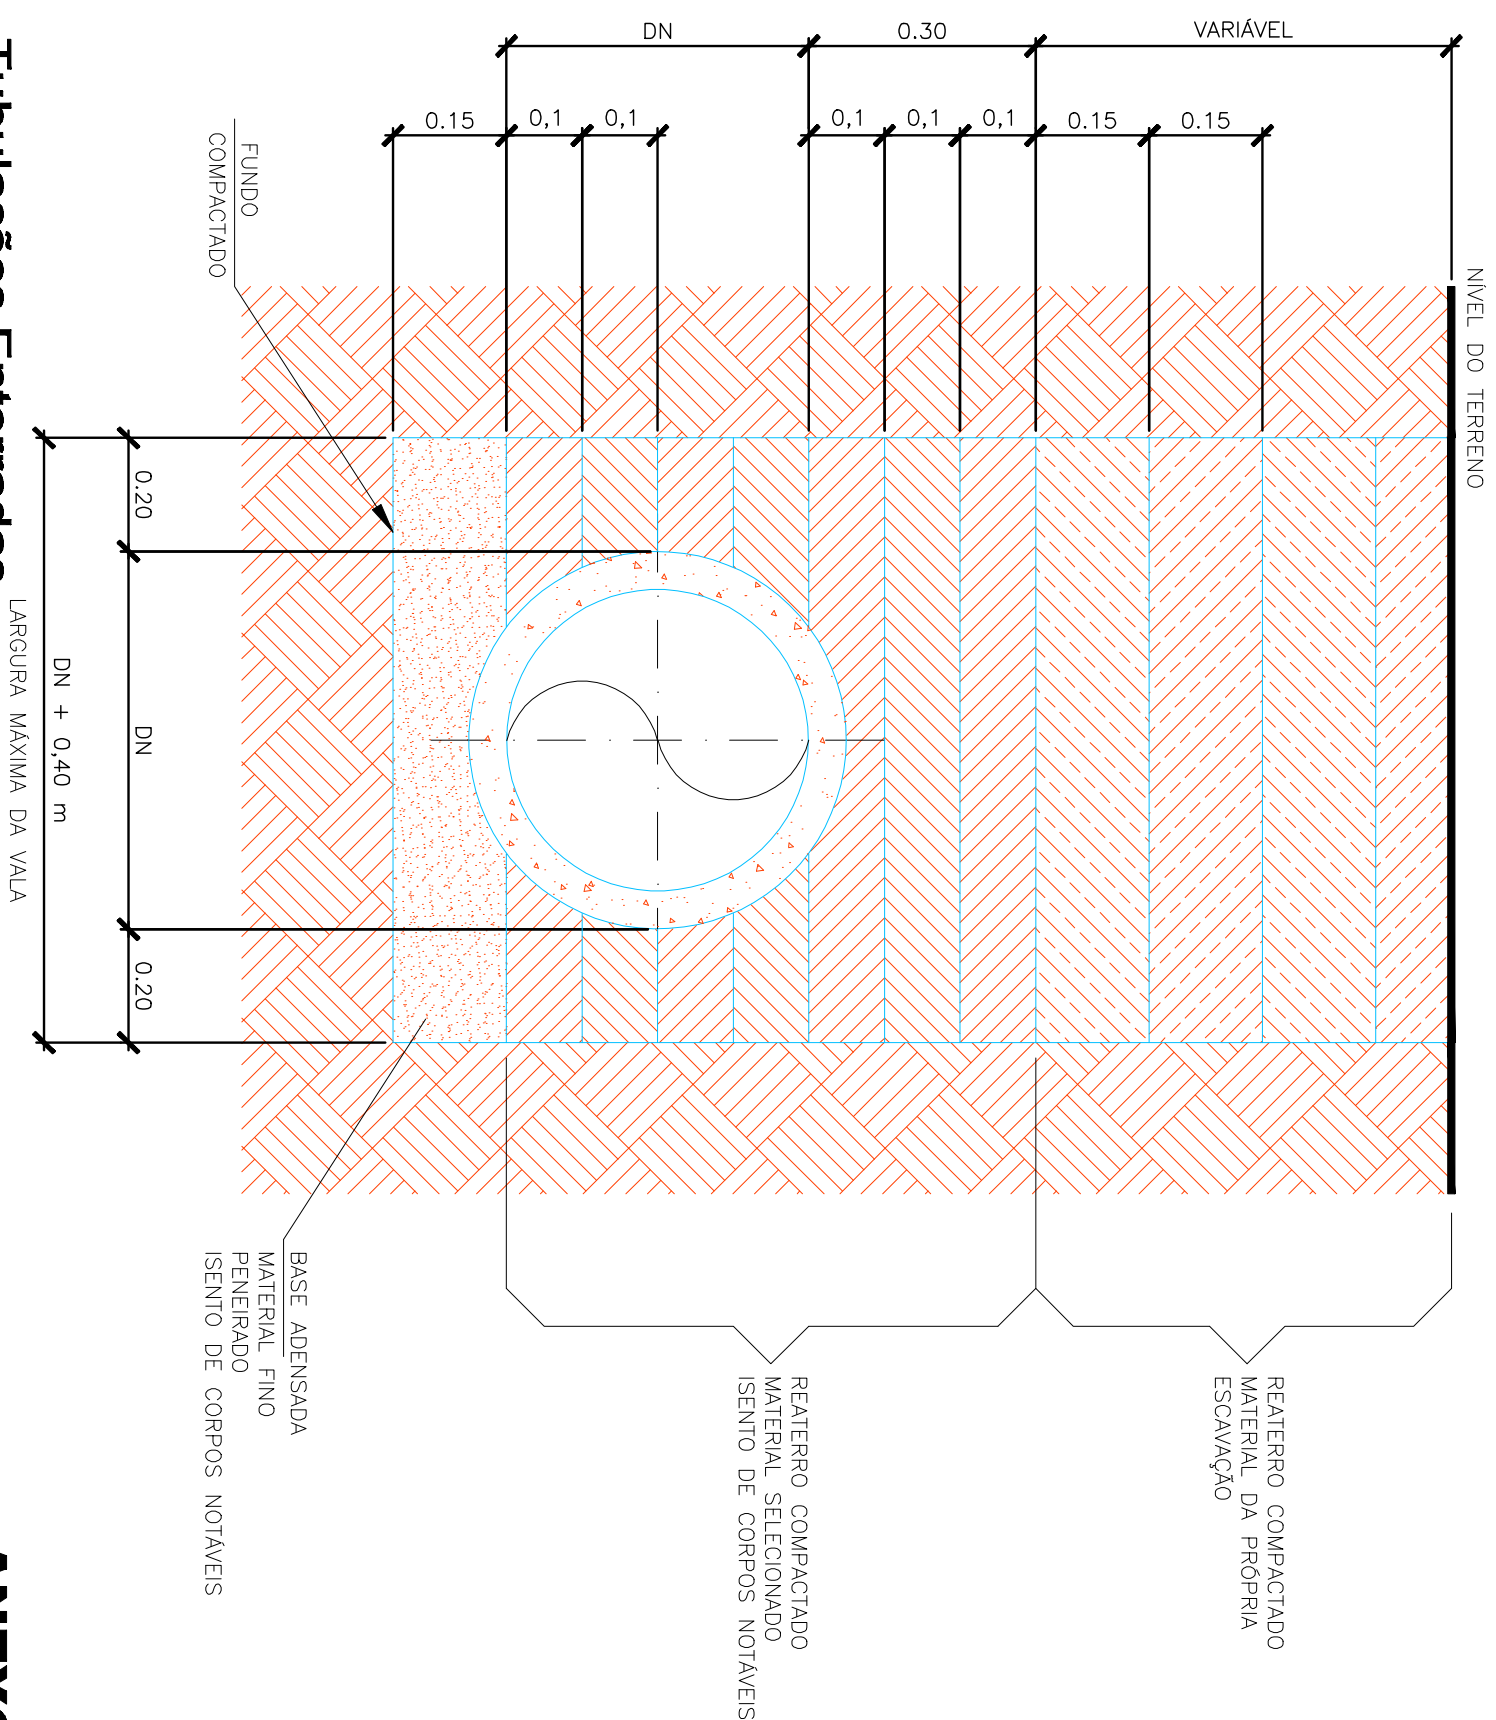 NÍVEL DO TERRENO
VARIÁVEL
0.30
DN
0.15
0.15
0,1
0,1
0,1
0,1
0,1
0.15
REATERRO COMPACTADO
MATERIAL DA PRÓPRIA
ESCAVAÇÃO
REATERRO COMPACTADO
MATERIAL SELECIONADO
ISENTO DE CORPOS NOTÁVEIS
BASE ADENSADA
MATERIAL FINO
PENEIRADO
ISENTO DE CORPOS NOTÁVEIS
FUNDO
COMPACTADO
0.20
DN
0.20
DN + 0,40 m
LARGURA MÁXIMA DA VALA